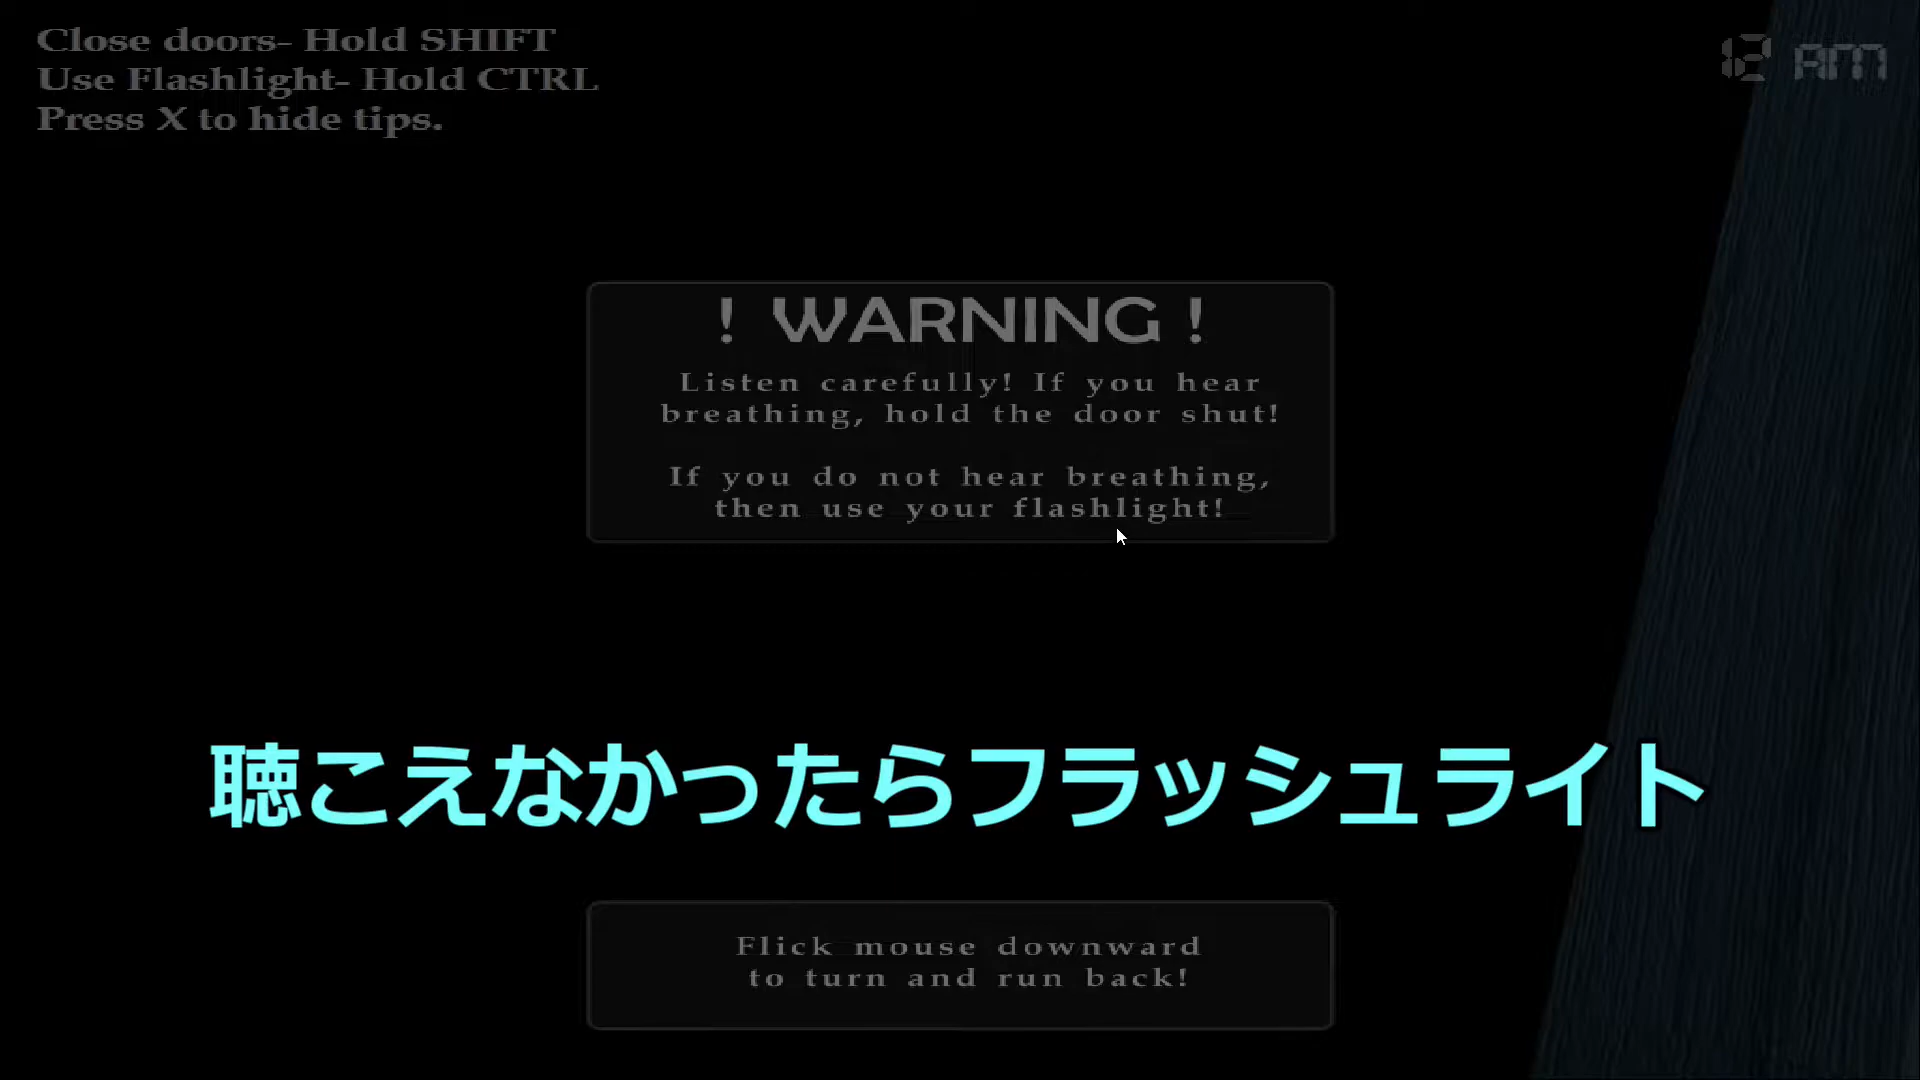 Close doors- Hold SHIFT
Use Flashlight- Hold CTRL
Press X to hide tips.
12 AM
! WARNING !
Listen carefully! If you hear
breathing, hold the door shut!
If you do not hear breathing,
then use your flashlight!
聴こえなかったらフラッシュライト
Flick mouse downward
to turn and run back!